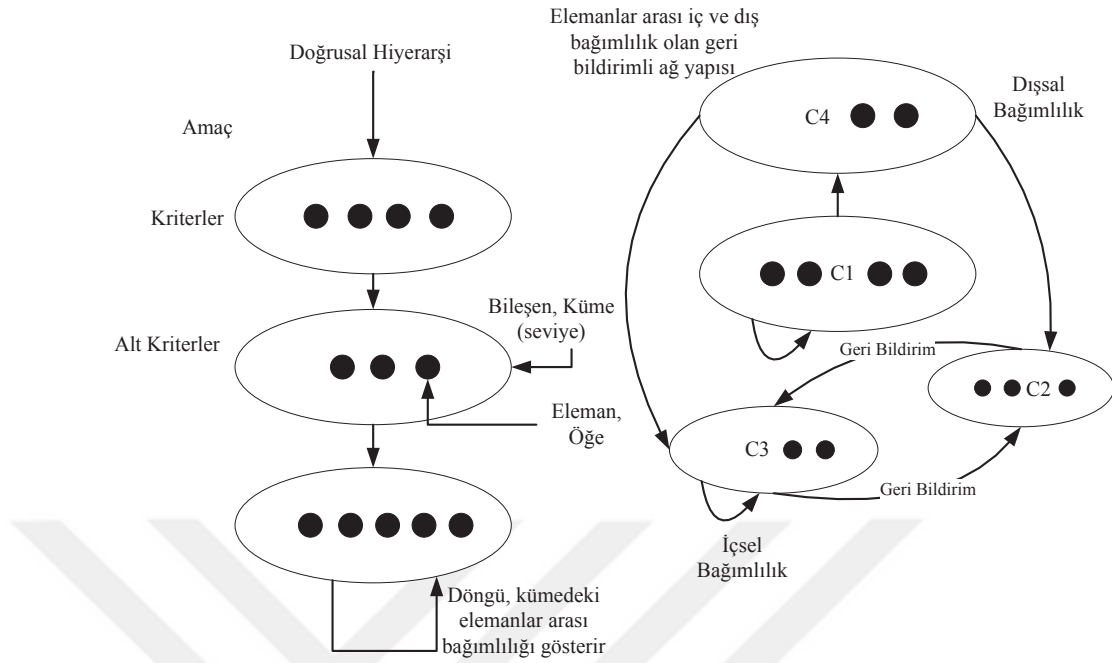 Doğrusal Hiyerarşi
Amaç
Kriterler
Alt Kriterler
Bileşen, Küme
(seviye)
Eleman,
Öğe
Döngü, kümedeki
elemanlar arası
bağımlılığı gösterir
Elemanlar arası iç ve dış
bağımlılık olan geri
bildirimli ağ yapısı
Dışsal
Bağımlılık
C4
C1
Geri Bildirim
C2
C3
Geri Bildirim
İçsel
Bağımlılık